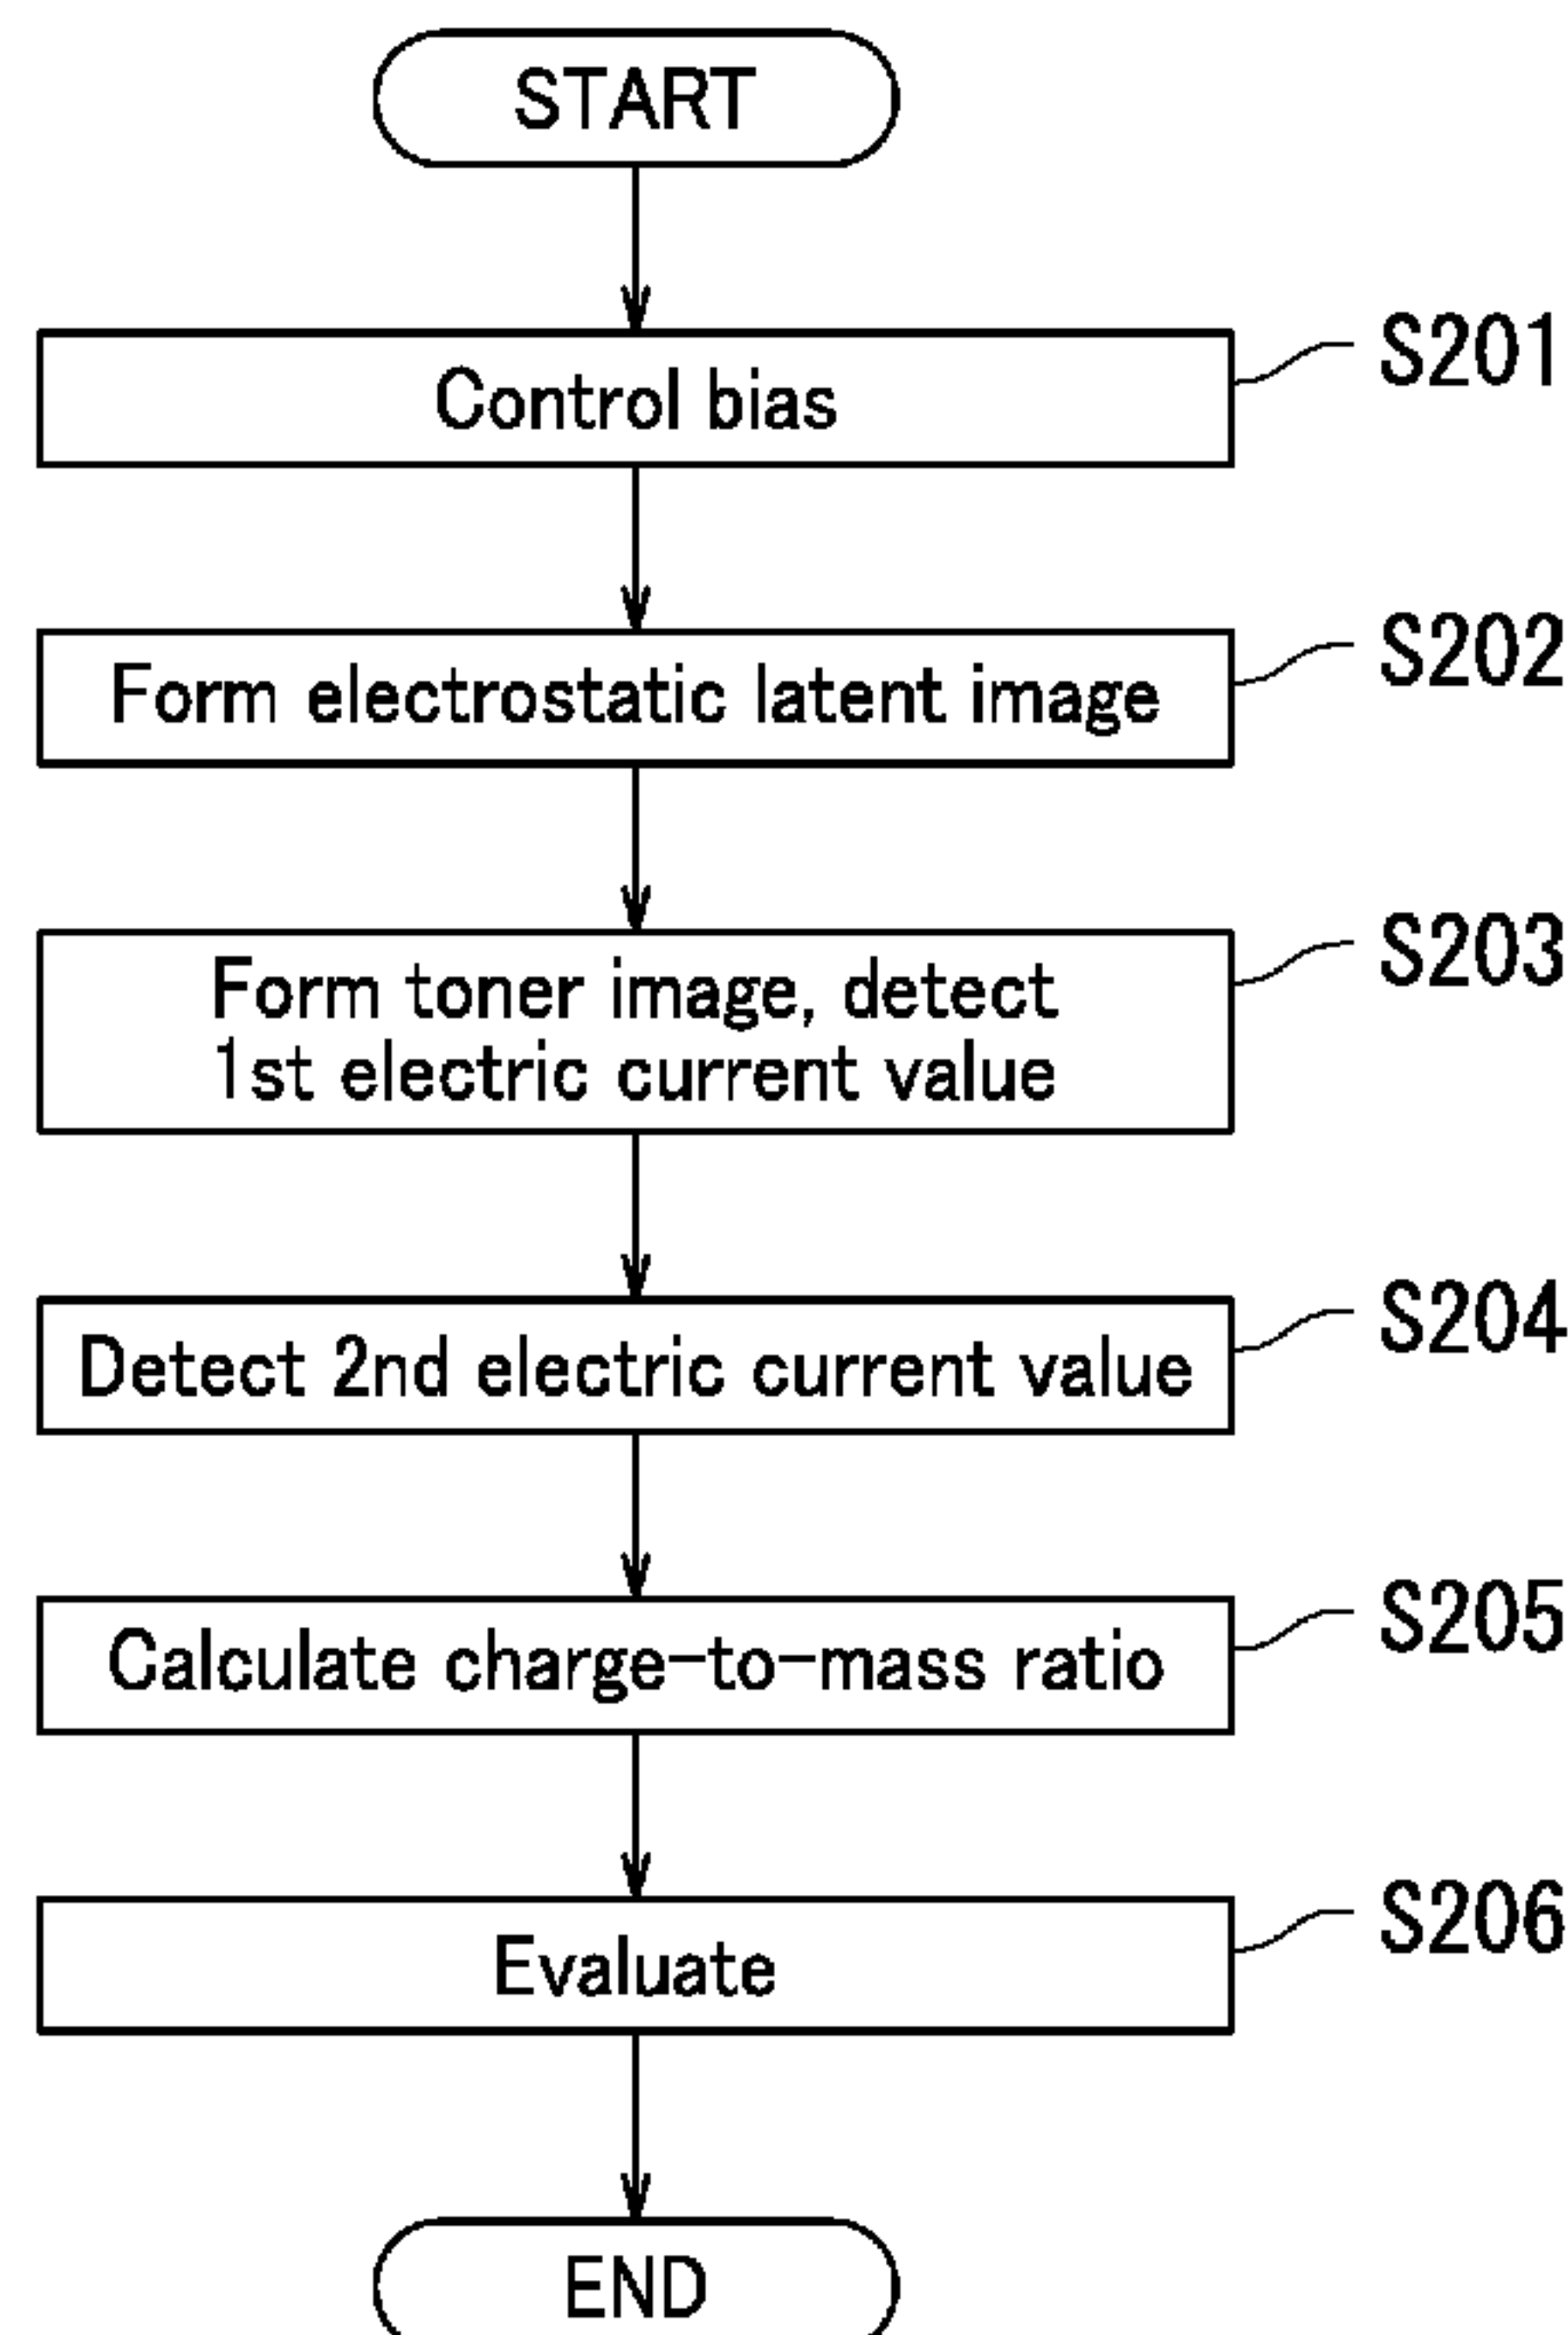 START
Control bias
S201
Form electrostatic latent image
S202
Form toner image, detect
1st electric current value
S203
Detect 2nd electric current value
S204
Calculate charge-to-mass ratio
S205
Evaluate
S206
END